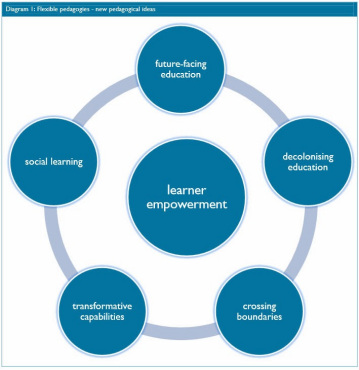 Diagram 1: Flexible pedagogies - new pedagogical ideas
future-facing
education
social learning
decolonising
education
learner
empowerment
transformative
capabilities
crossing
boundaries